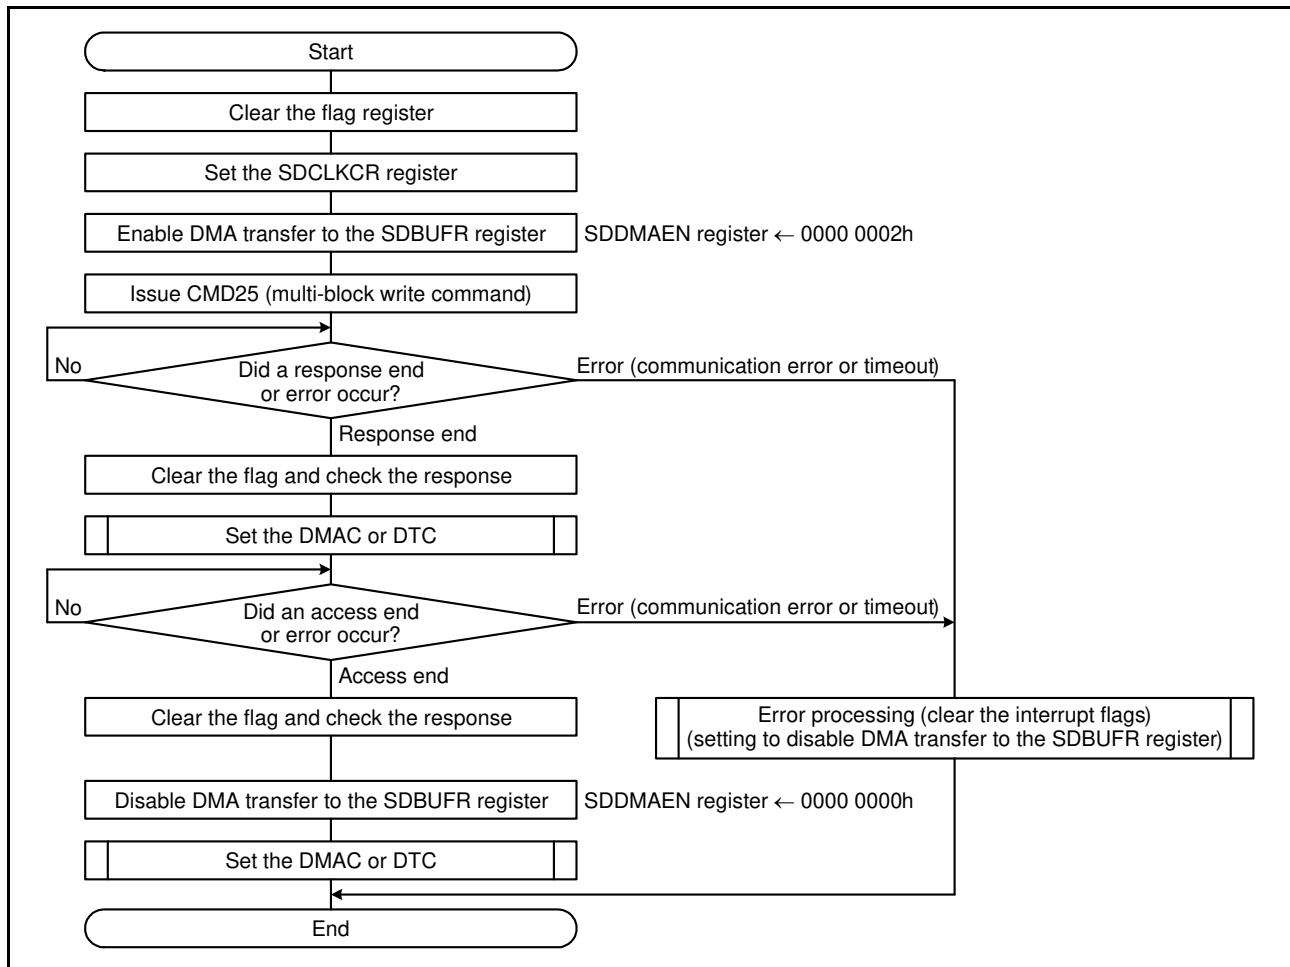 Start
Clear the flag register
Set the SDCLKCR register
Enable DMA transfer to the SDBUFR register
SDDMAEN register ← 0000 0002h
Issue CMD25 (multi-block write command)
No
Did a response end
or error occur?
Error (communication error or timeout)
Response end
Clear the flag and check the response
Set the DMAC or DTC
No
Did an access end
or error occur?
Error (communication error or timeout)
Access end
Clear the flag and check the response
Error processing (clear the interrupt flags)
(setting to disable DMA transfer to the SDBUFR register)
Disable DMA transfer to the SDBUFR register
SDDMAEN register ← 0000 0000h
Set the DMAC or DTC
End